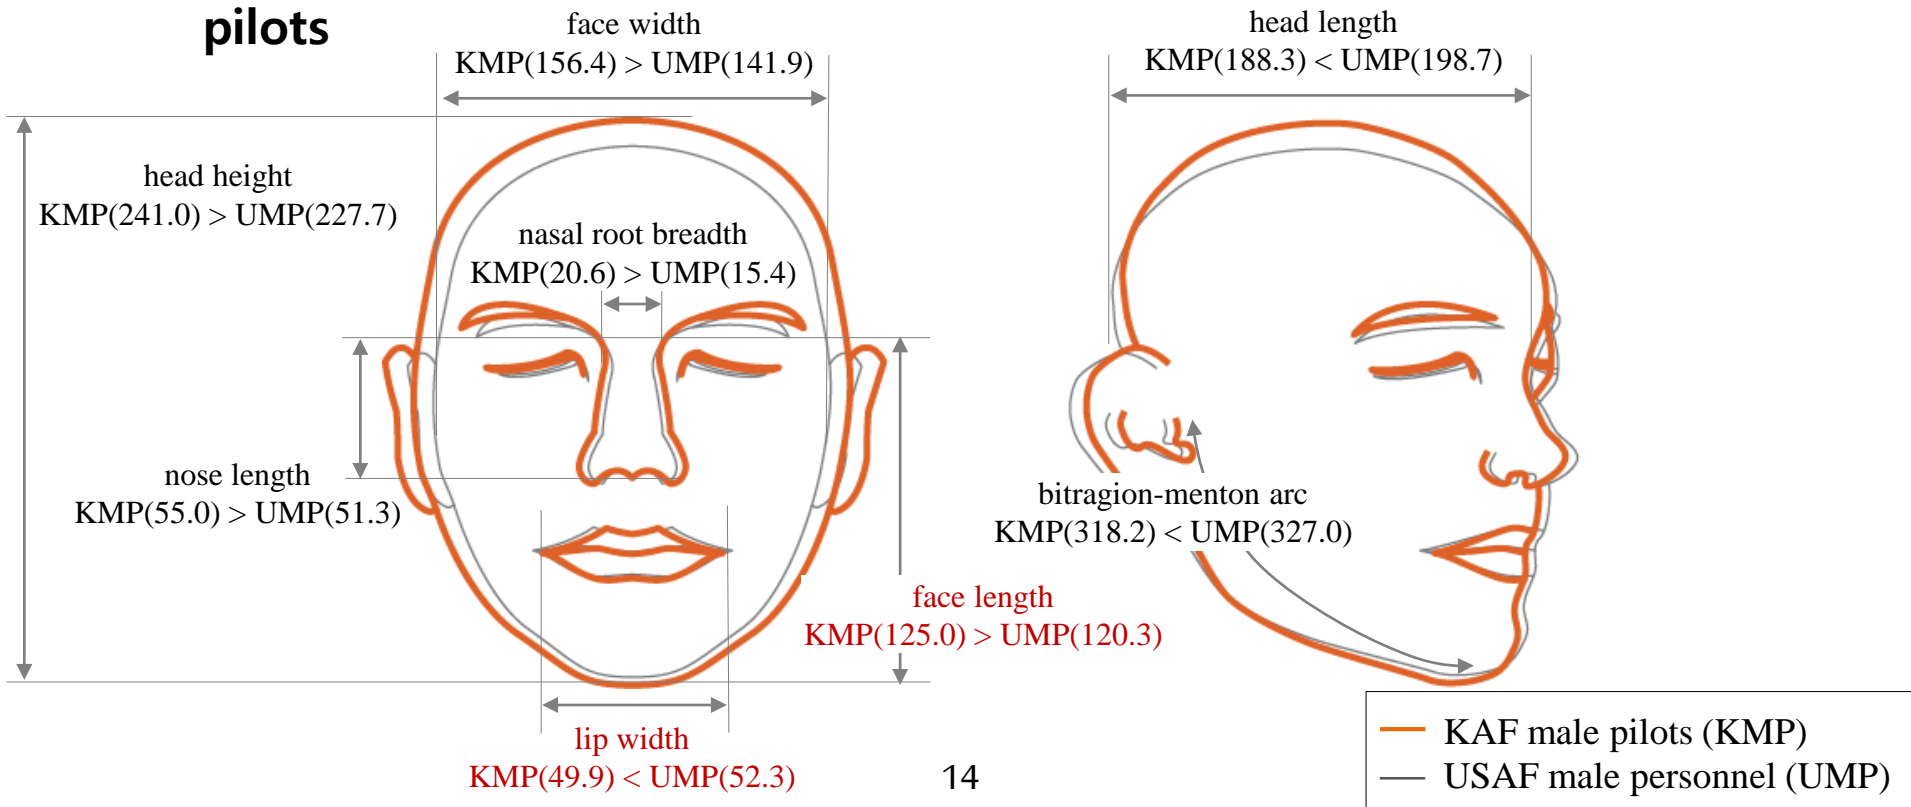 pilots
face width
KMP(156.4) > UMP(141.9)
head length
KMP(188.3) < UMP(198.7)
head height
KMP(241.0) > UMP(227.7)
nasal root breadth
KMP(20.6) > UMP(15.4)
nose length
KMP(55.0) > UMP(51.3)
bitragion-menton arc
KMP(318.2) < UMP(327.0)
face length
KMP(125.0) > UMP(120.3)
lip width
KMP(49.9) < UMP(52.3)
14
KAF male pilots (KMP)
USAF male personnel (UMP)